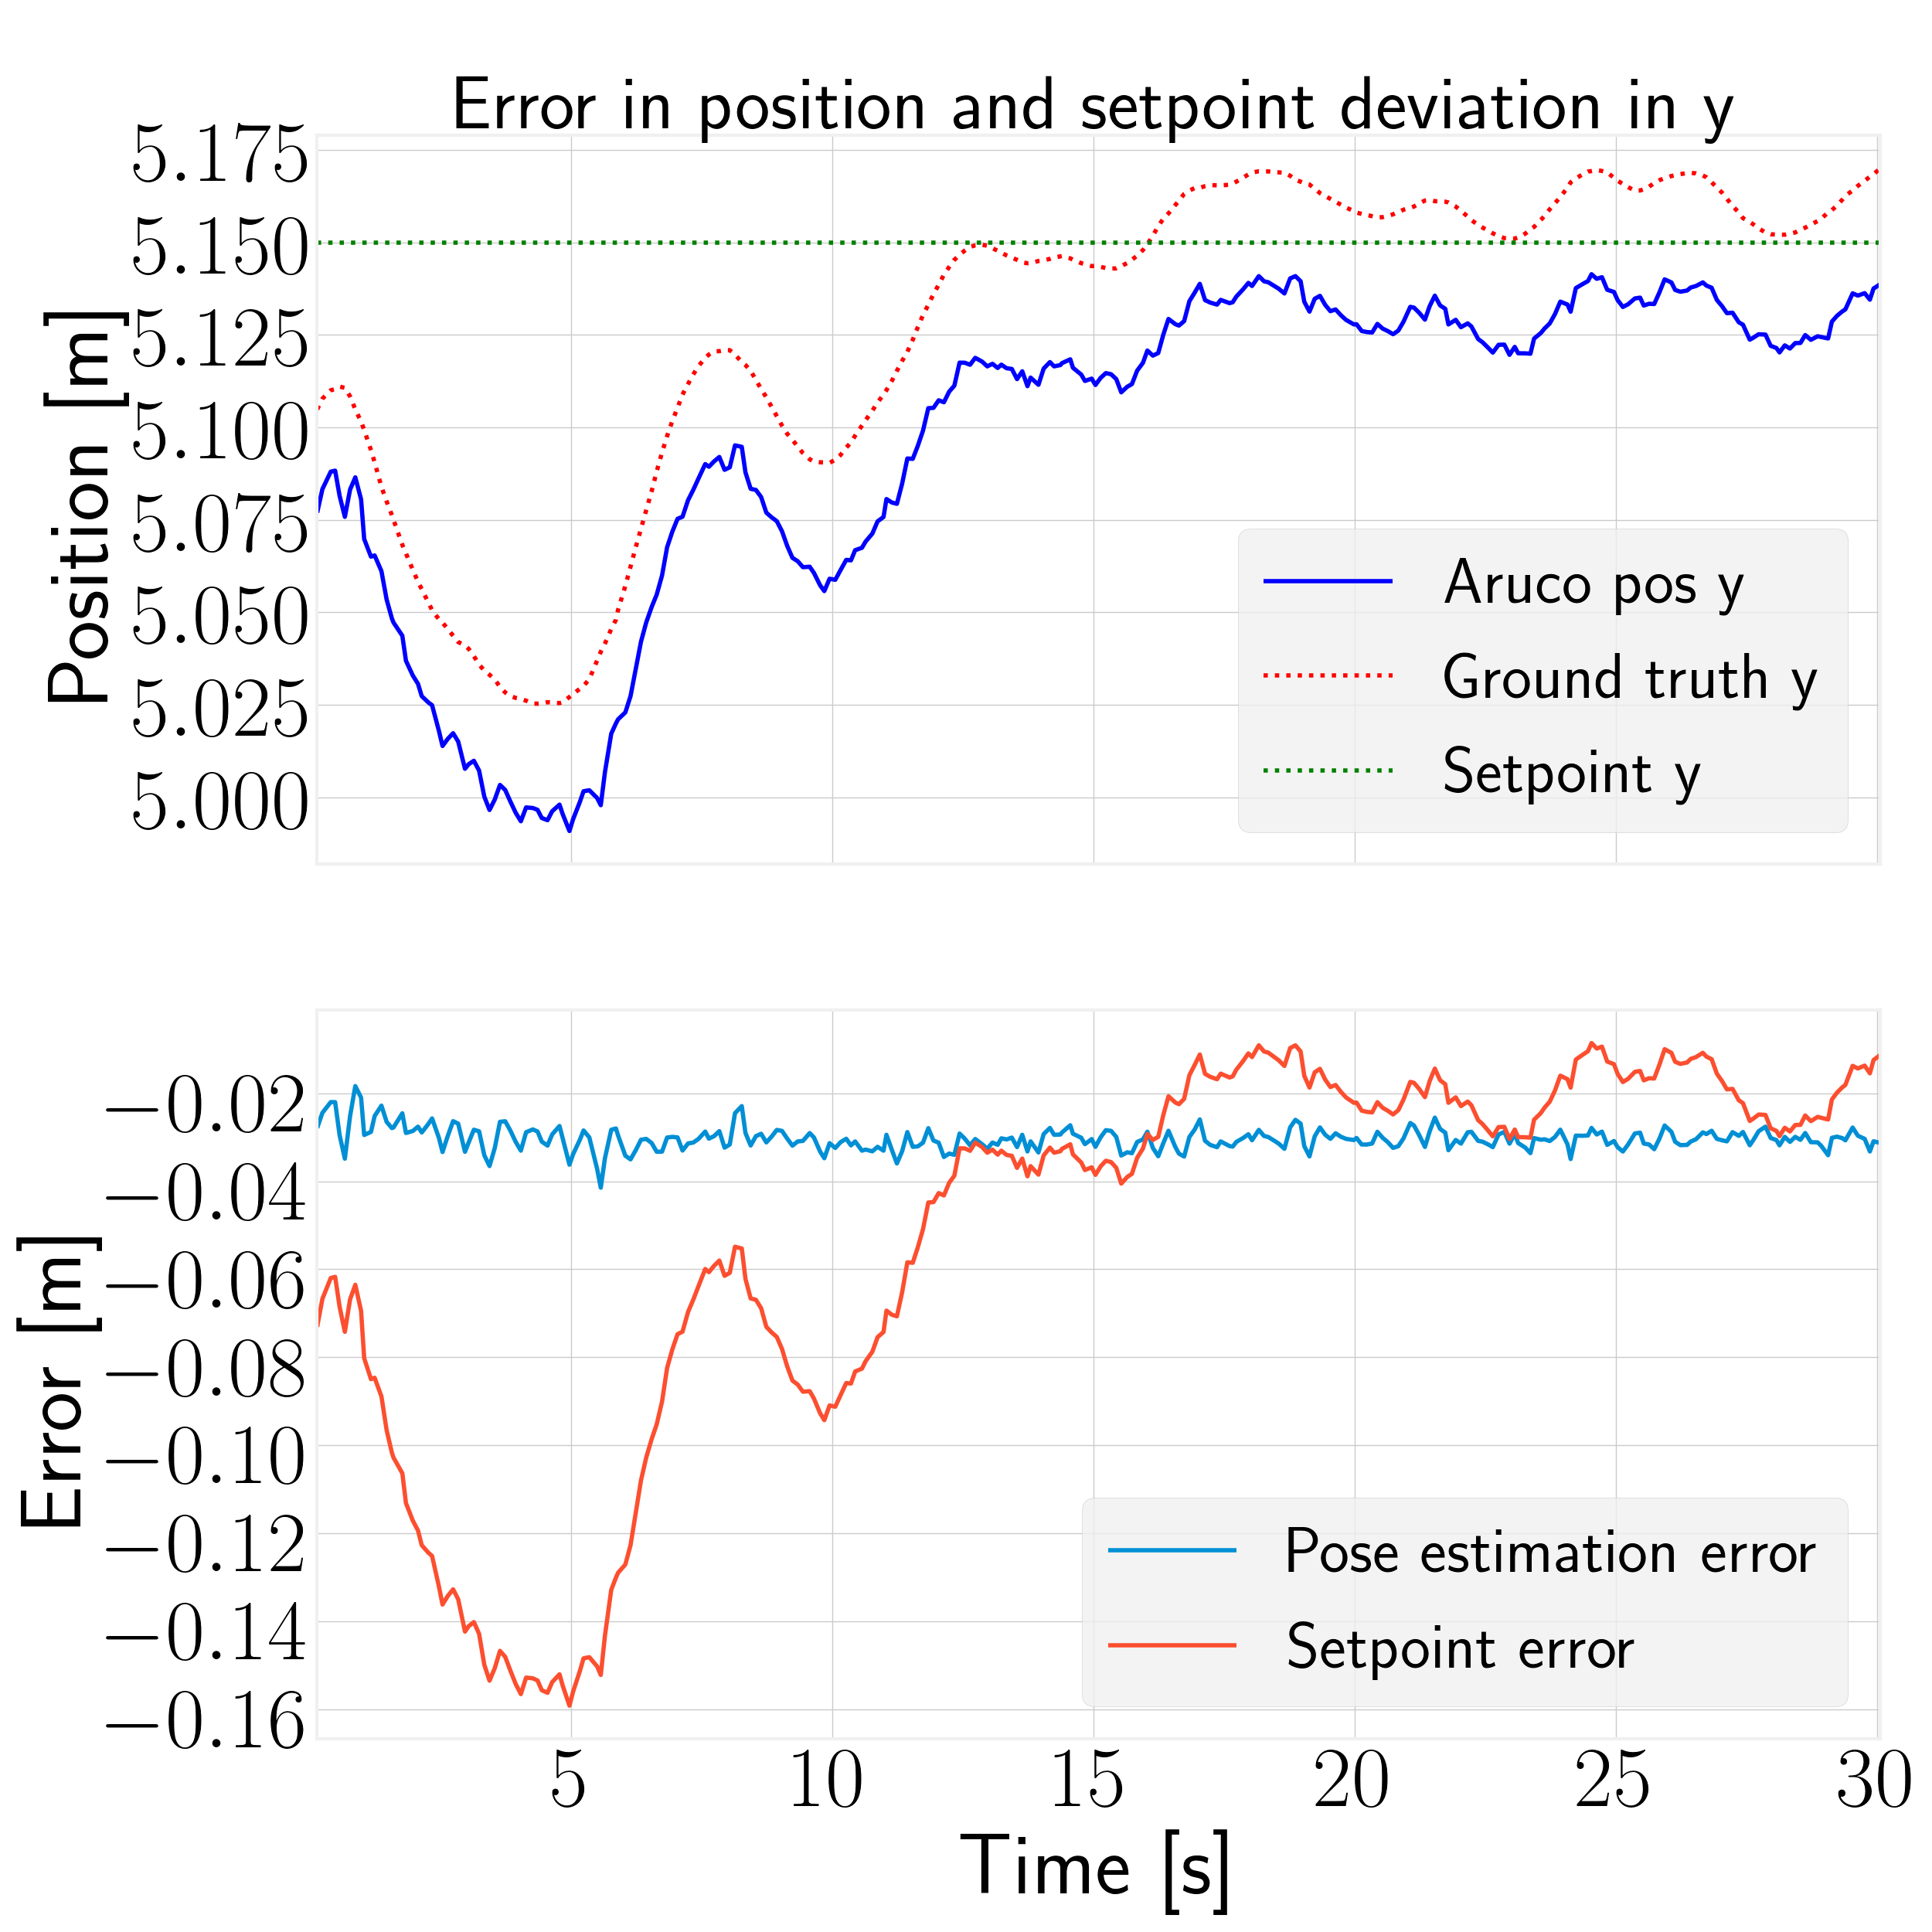 Error in position and setpoint deviation in y
Position [m]
5.175
5.150
5.125
5.100
5.075
5.050
5.025
5.000
Aruco pos y
Ground truth y
Setpoint y
Error [m]
−0.02
−0.04
−0.06
−0.08
−0.10
−0.12
−0.14
−0.16
Pose estimation error
Setpoint error
5 10 15 20 25 30
Time [s]